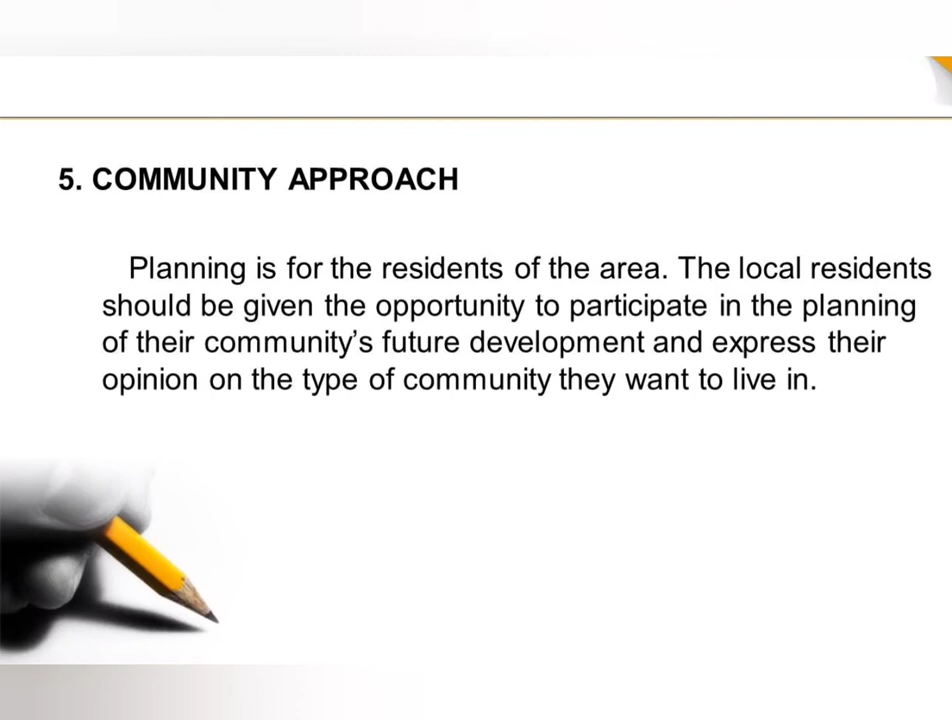 5. COMMUNITY APPROACH
Planning is for the residents of the area. The local residents
should be given the opportunity to participate in the planning
of their community’s future development and express their
opinion on the type of community they want to live in.